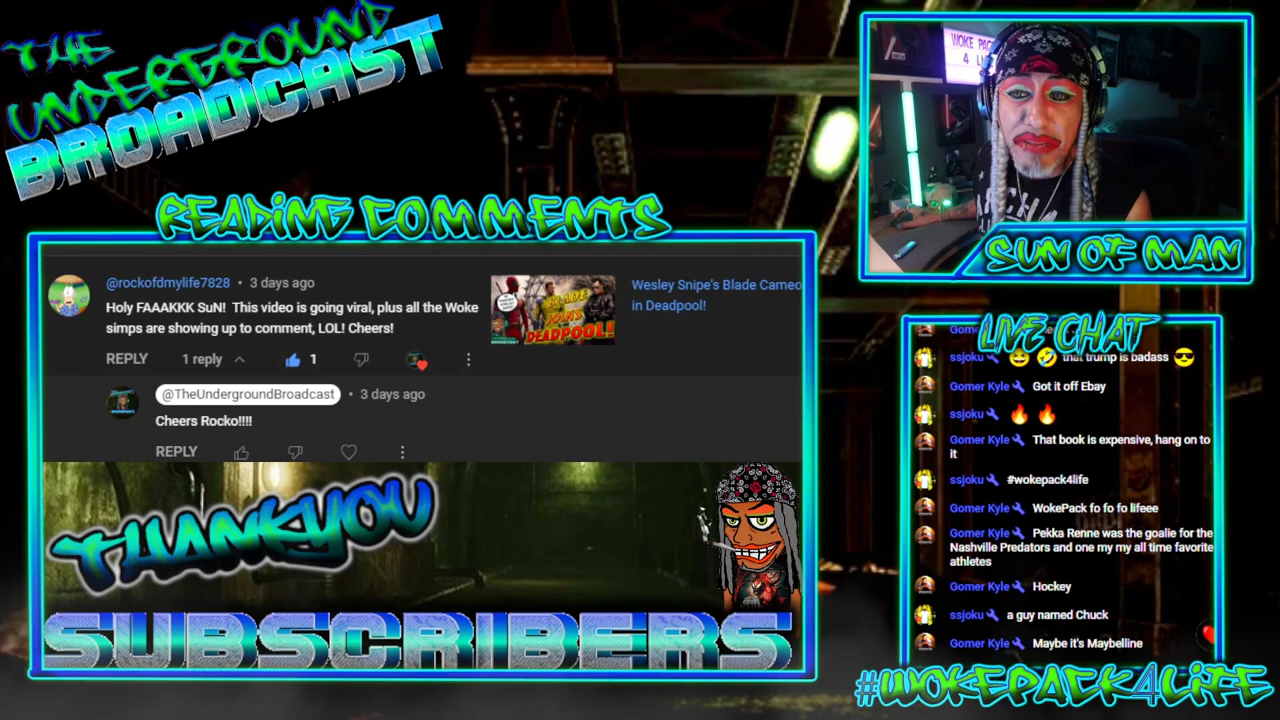 THE
UNDERGROUND
BROADCAST
READING COMMENTS
@rockofdmylife7828 • 3 days ago
Holy FAAAKKK SuN! This video is going viral, plus all the Woke
simps are showing up to comment, LOL! Cheers!
REPLY 1 reply 1
BLADE
JOINS
DEADPOOL!
Wesley Snipe's Blade Cameo
in Deadpool!
@TheUndergroundBroadcast • 3 days ago
Cheers Rocko!!!!
REPLY
THANKYOU
SUBSCRIBERS
WOKE PAC
4 LI
SUN OF MAN
LIVE CHAT
ssjoku 😆 🤣 that trump is badass 😎
Gomer Kyle Got it off Ebay
ssjoku 🔥 🔥
Gomer Kyle That book is expensive, hang on to
it
ssjoku #wokepack4life
Gomer Kyle WokePack fo fo fo lifeee
Gomer Kyle Pekka Renne was the goalie for the
Nashville Predators and one my my all time favorite
athletes
Gomer Kyle Hockey
ssjoku a guy named Chuck
Gomer Kyle Maybe it's Maybelline
#WOKEPACK4LIFE